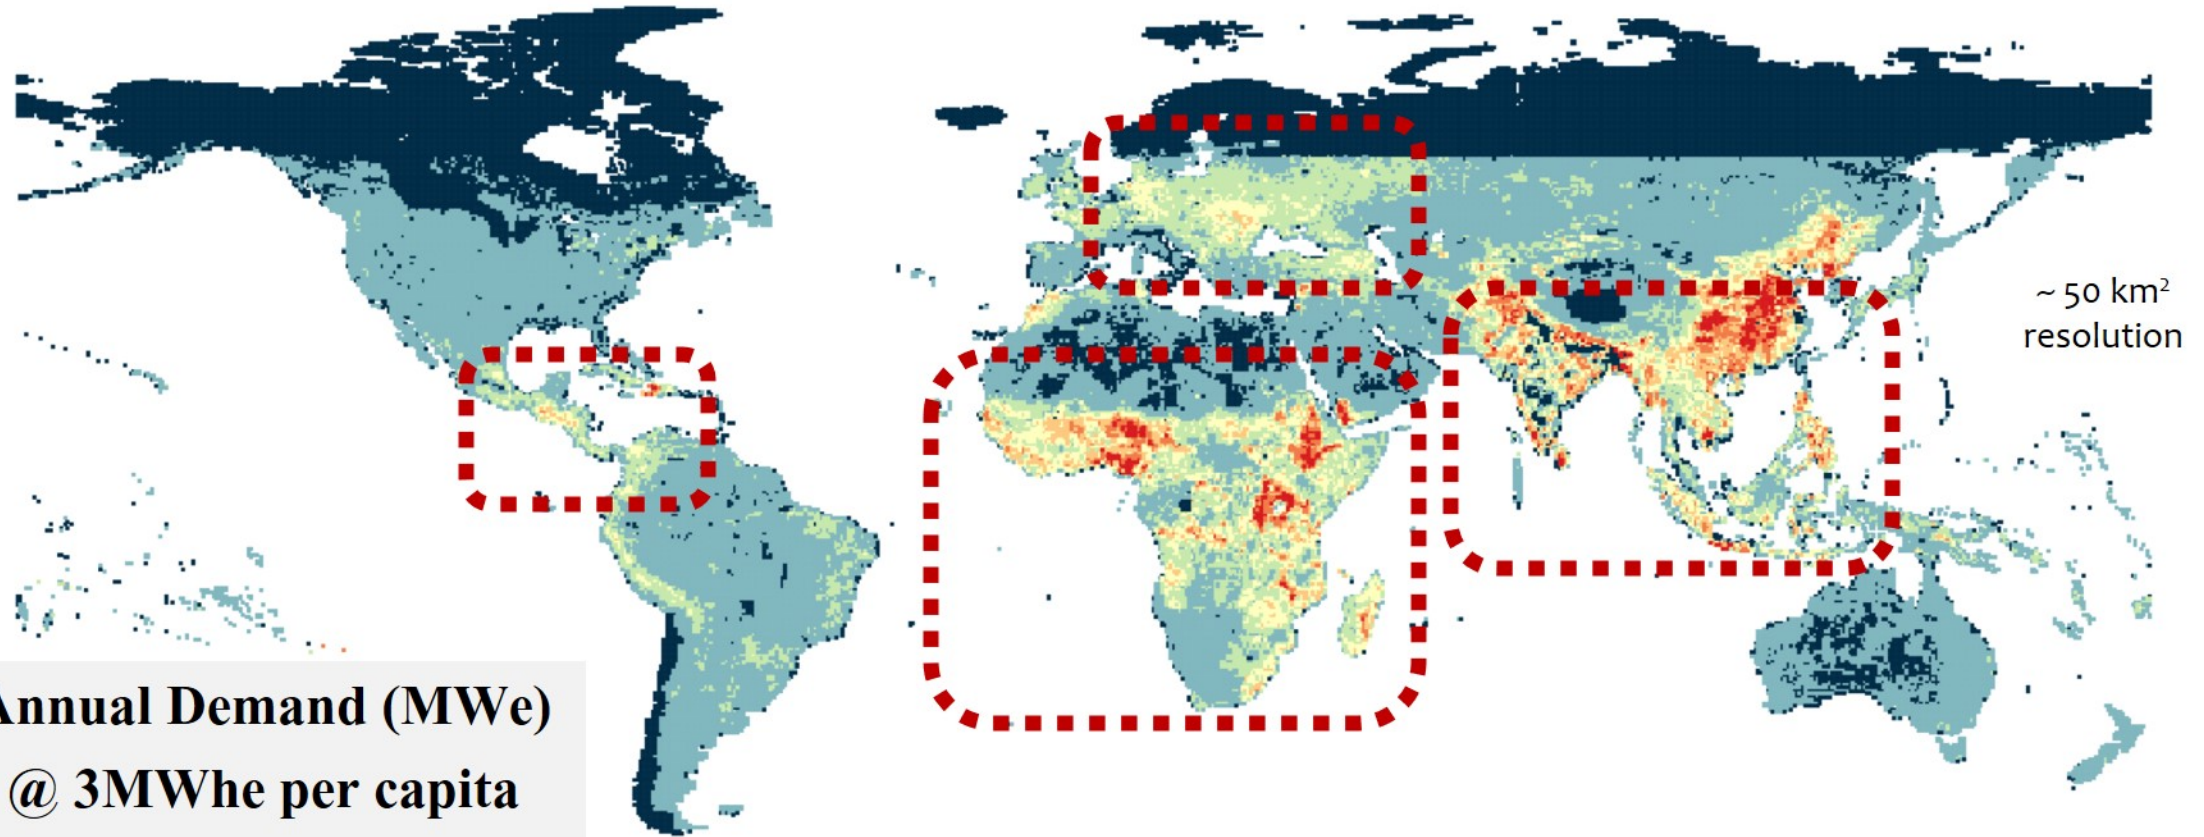 ~ 50 km²
resolution
Annual Demand (MWe)
@ 3MWhe per capita